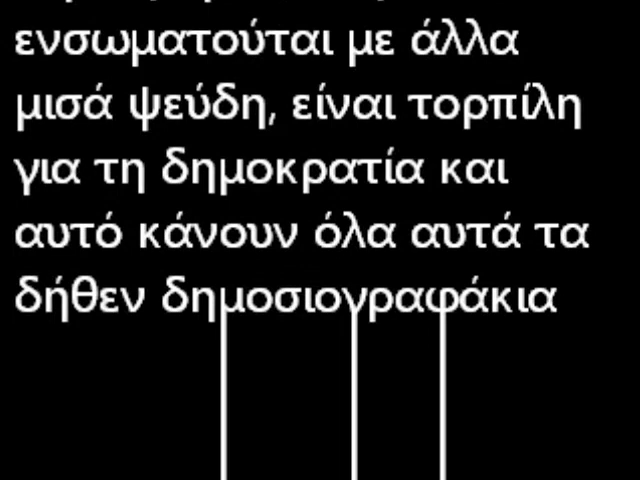 ενσωματούται με άλλα
μισά ψεύδη, είναι τορπίλη
για τη δημοκρατία και
αυτό κάνουν όλα αυτά τα
δήθεν δημοσιογραφάκια